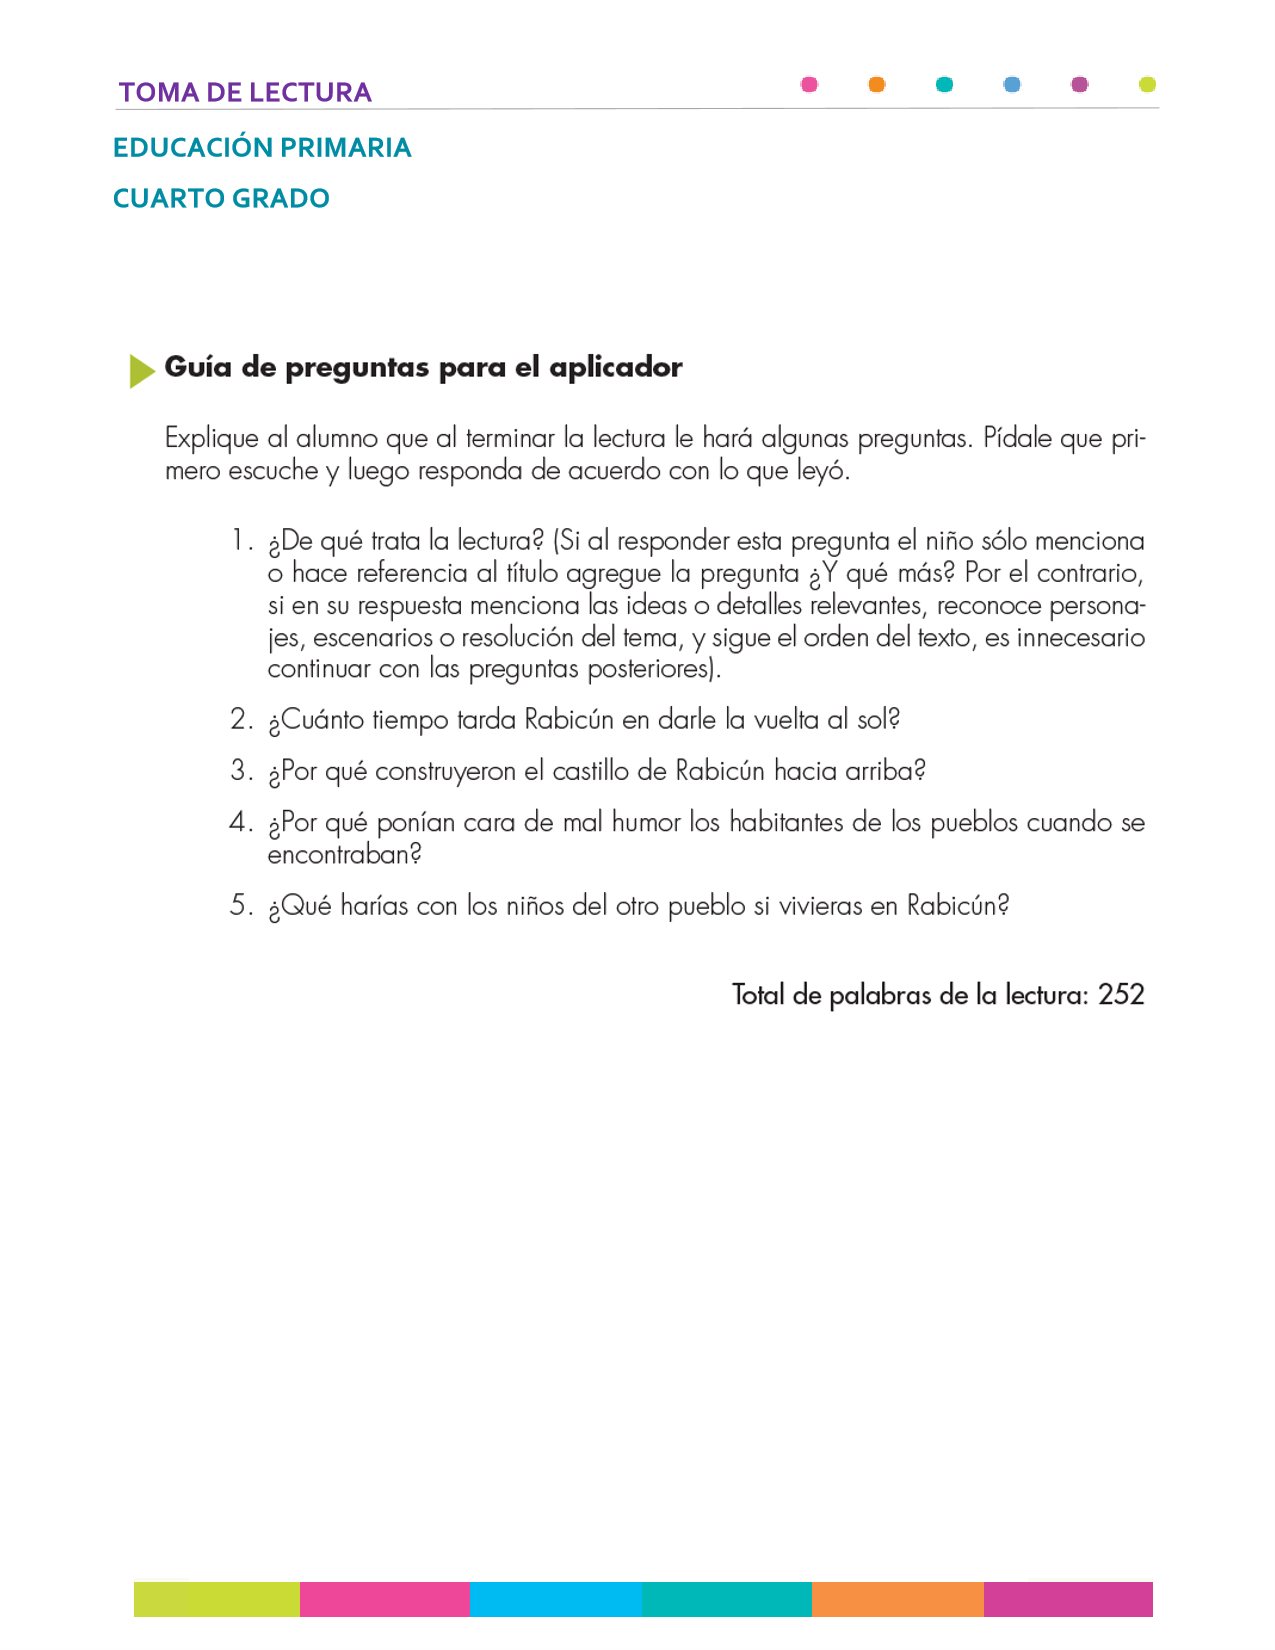 TOMA DE LECTURA
EDUCACIÓN PRIMARIA
CUARTO GRADO
Guía de preguntas para el aplicador
Explique al alumno que al terminar la lectura le hará algunas preguntas. Pídale que pri-
mero escuche y luego responda de acuerdo con lo que leyó.
1. ¿De qué trata la lectura? (Si al responder esta pregunta el niño sólo menciona
o hace referencia al título agregue la pregunta ¿Y qué más? Por el contrario,
si en su respuesta menciona las ideas o detalles relevantes, reconoce persona-
jes, escenarios o resolución del tema, y sigue el orden del texto, es innecesario
continuar con las preguntas posteriores).
2. ¿Cuánto tiempo tarda Rabicún en darle la vuelta al sol?
3. ¿Por qué construyeron el castillo de Rabicún hacia arriba?
4. ¿Por qué ponían cara de mal humor los habitantes de los pueblos cuando se
encontraban?
5. ¿Qué harías con los niños del otro pueblo si vivieras en Rabicún?
Total de palabras de la lectura: 252